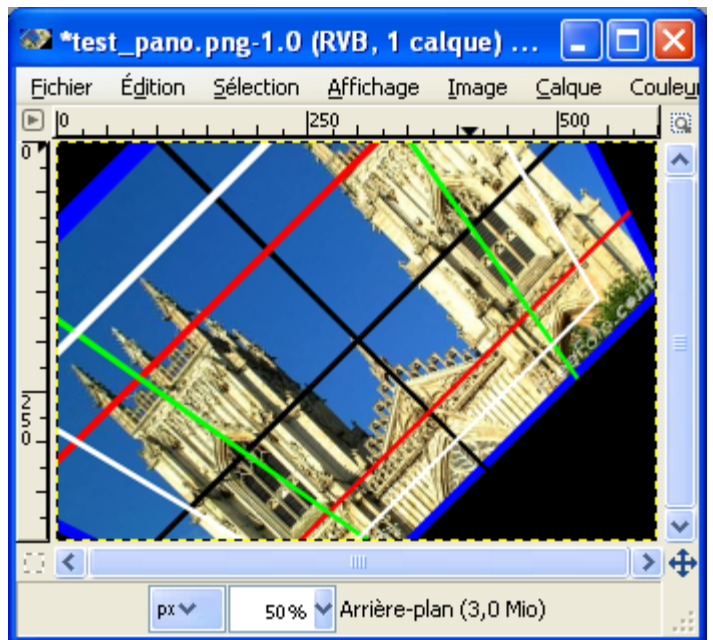 *test_pano.png-1.0 (RVB, 1 calque) ...
Fichier Édition Sélection Affichage Image Calque Couleu
0 250 500
0
250
px 50 % Arrière-plan (3,0 Mio)